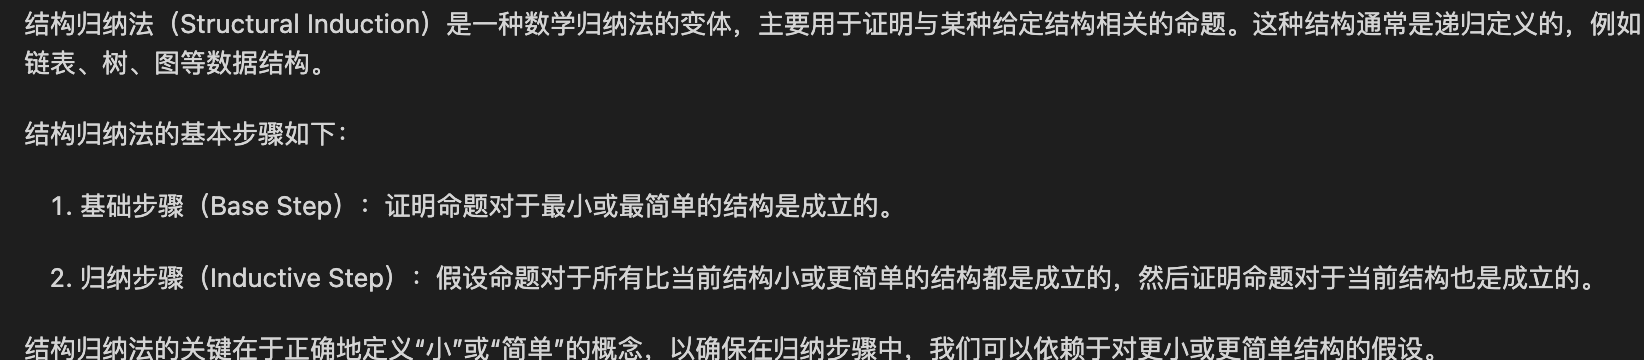 结构归纳法（Structural Induction）是一种数学归纳法的变体，主要用于证明与某种给定结构相关的命题。这种结构通常是递归定义的，例如
链表、树、图等数据结构。
结构归纳法的基本步骤如下：
1. 基础步骤（Base Step）：证明命题对于最小或最简单的结构是成立的。
2. 归纳步骤（Inductive Step）：假设命题对于所有比当前结构小或更简单的结构都是成立的，然后证明命题对于当前结构也是成立的。
结构归纳法的关键在于正确地定义“小”或“简单”的概念，以确保在归纳步骤中，我们可以依赖于对更小或更简单结构的假设。